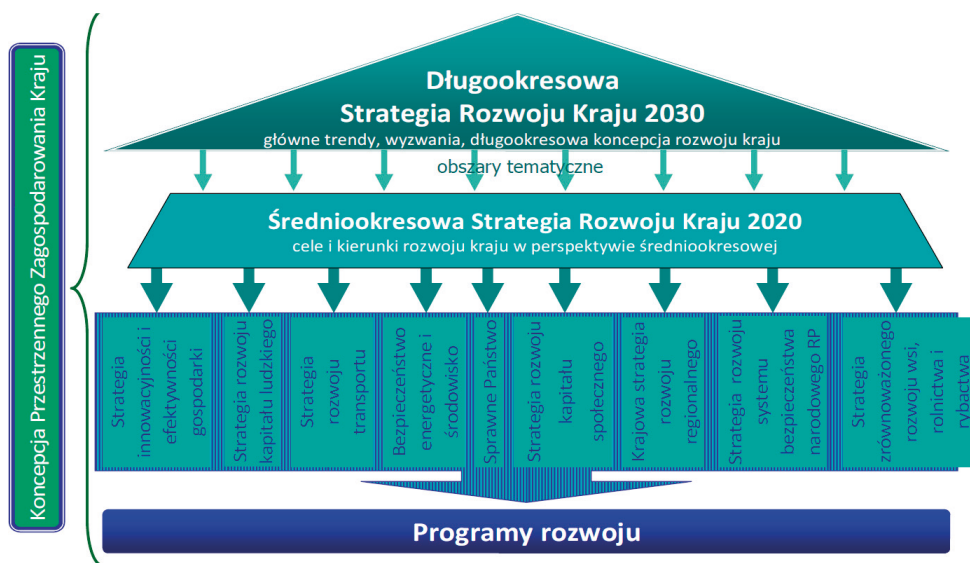 Koncepcja Przestrzennego Zagospodarowania Kraju
Długookresowa
Strategia Rozwoju Kraju 2030
główne trendy, wyzwania, długookresowa koncepcja rozwoju kraju
obszary tematyczne
Średniookresowa Strategia Rozwoju Kraju 2020
cele i kierunki rozwoju kraju w perspektywie średniookresowej
Strategia
innowacyjności i
efektywności
gospodarki
Strategia rozwoju
kapitału ludzkiego
Strategia
rozwoju
transportu
Bezpieczeństwo
energetyczne i
środowisko
Sprawne Państwo
Strategia rozwoju
kapitału
społecznego
Krajowa strategia
rozwoju
regionalnego
Strategia rozwoju
systemu
bezpieczeństwa
narodowego RP
Strategia
zrównoważonego
rozwoju wsi,
rolnictwa i
rybactwa
Programy rozwoju